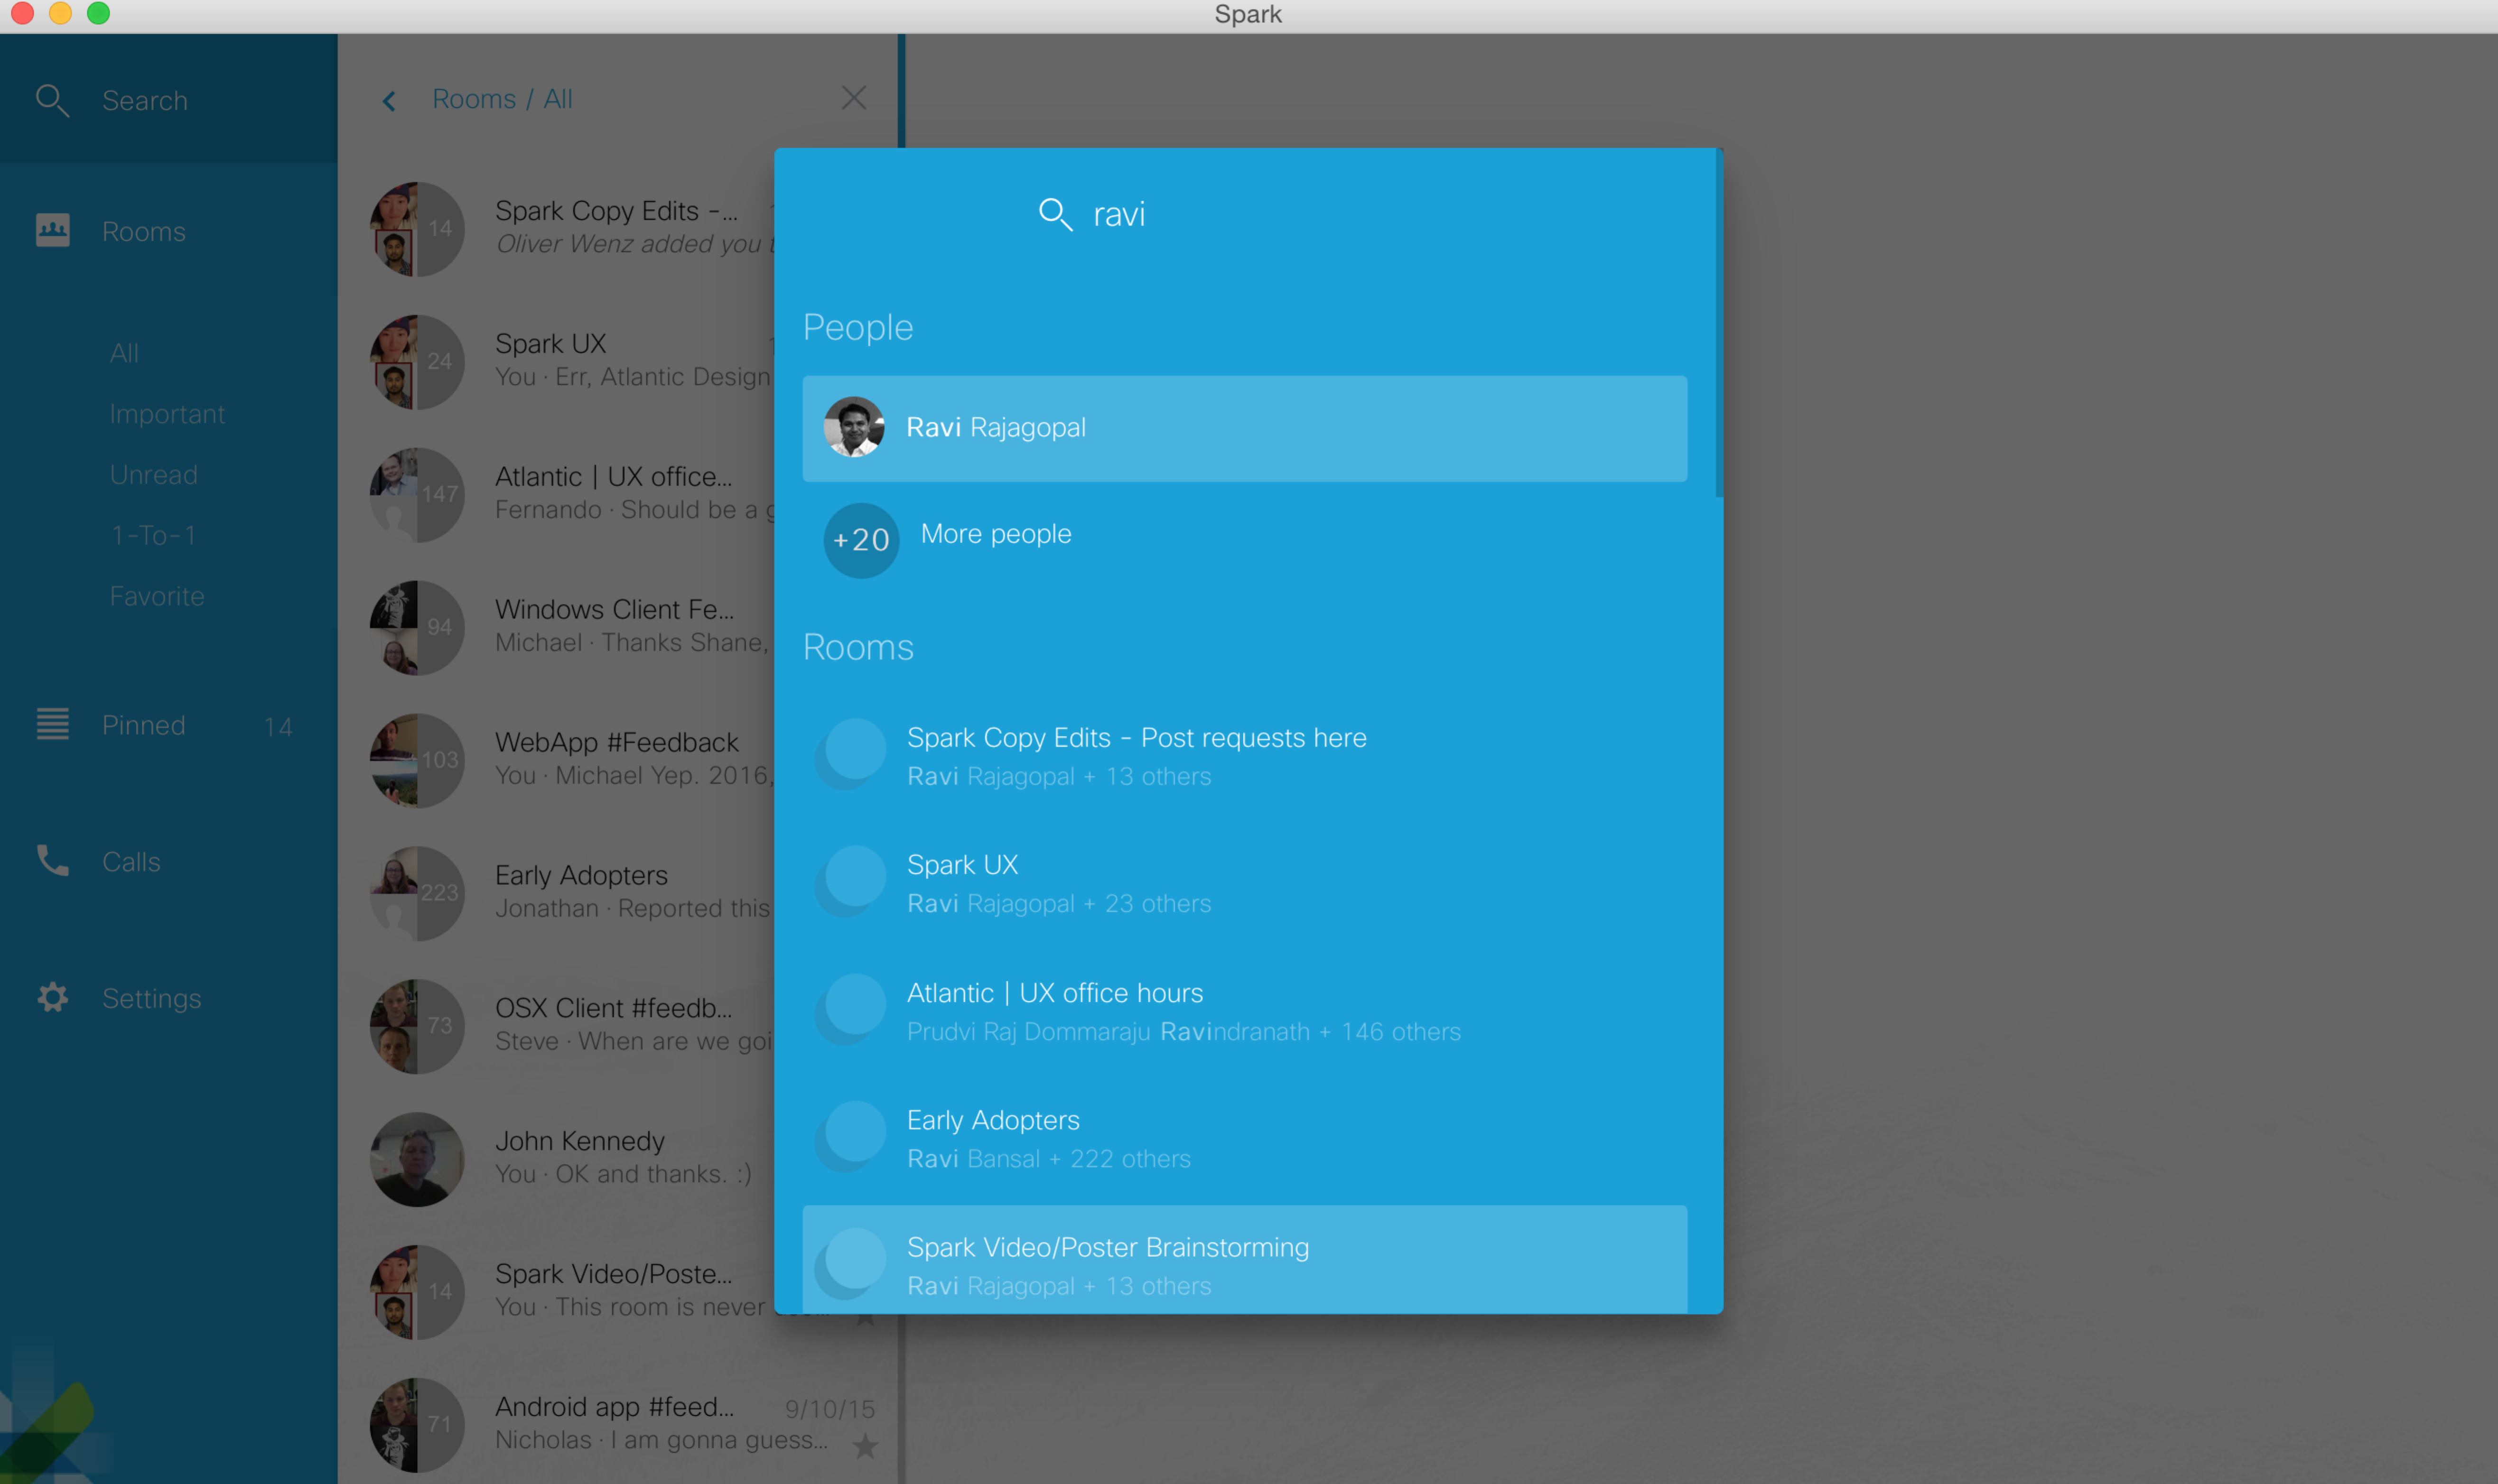 Spark
Search
Rooms
All
Important
Unread
1-To-1
Favorite
Pinned 14
Calls
Settings
Rooms / All
14
Spark Copy Edits -...
Oliver Wenz added you
24
Spark UX
You · Err, Atlantic Design
147
Atlantic | UX office...
Fernando · Should be a
94
Windows Client Fe...
Michael · Thanks Shane,
103
WebApp #Feedback
You · Michael Yep. 2016,
223
Early Adopters
Jonathan · Reported this
73
OSX Client #feedb...
Steve · When are we goi
John Kennedy
You · OK and thanks. :)
14
Spark Video/Poste...
You · This room is never
71
Android app #feed... 9/10/15
Nicholas · I am gonna guess...
ravi
People
Ravi Rajagopal
+20 More people
Rooms
Spark Copy Edits - Post requests here
Ravi Rajagopal + 13 others
Spark UX
Ravi Rajagopal + 23 others
Atlantic | UX office hours
Prudvi Raj Dommaraju Ravindranath + 146 others
Early Adopters
Ravi Bansal + 222 others
Spark Video/Poster Brainstorming
Ravi Rajagopal + 13 others